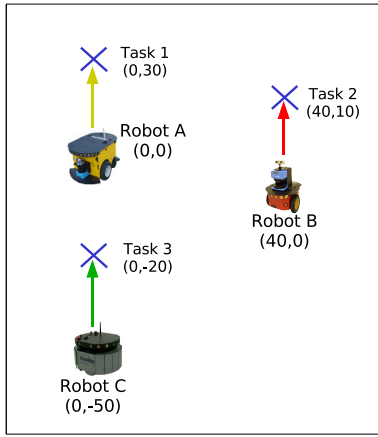 Task 1
(0,30)
Task 2
(40,10)
Robot A
(0,0)
Robot B
(40,0)
Task 3
(0,-20)
Robot C
(0,-50)